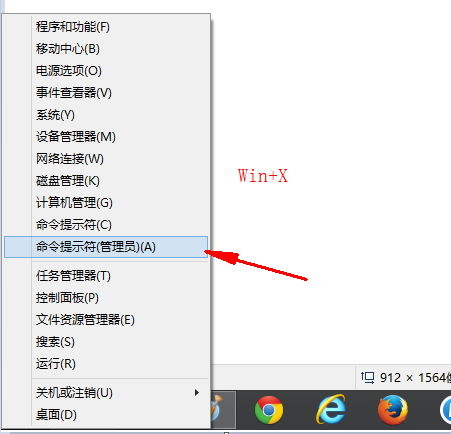 程序和功能(F)
移动中心(B)
电源选项(O)
事件查看器(V)
系统(Y)
设备管理器(M)
网络连接(W)
磁盘管理(K)
计算机管理(G)
命令提示符(C)
命令提示符(管理员)(A)
任务管理器(T)
控制面板(P)
文件资源管理器(E)
搜索(S)
运行(R)
关机或注销(U)
桌面(D)
Win+X
912 × 1564